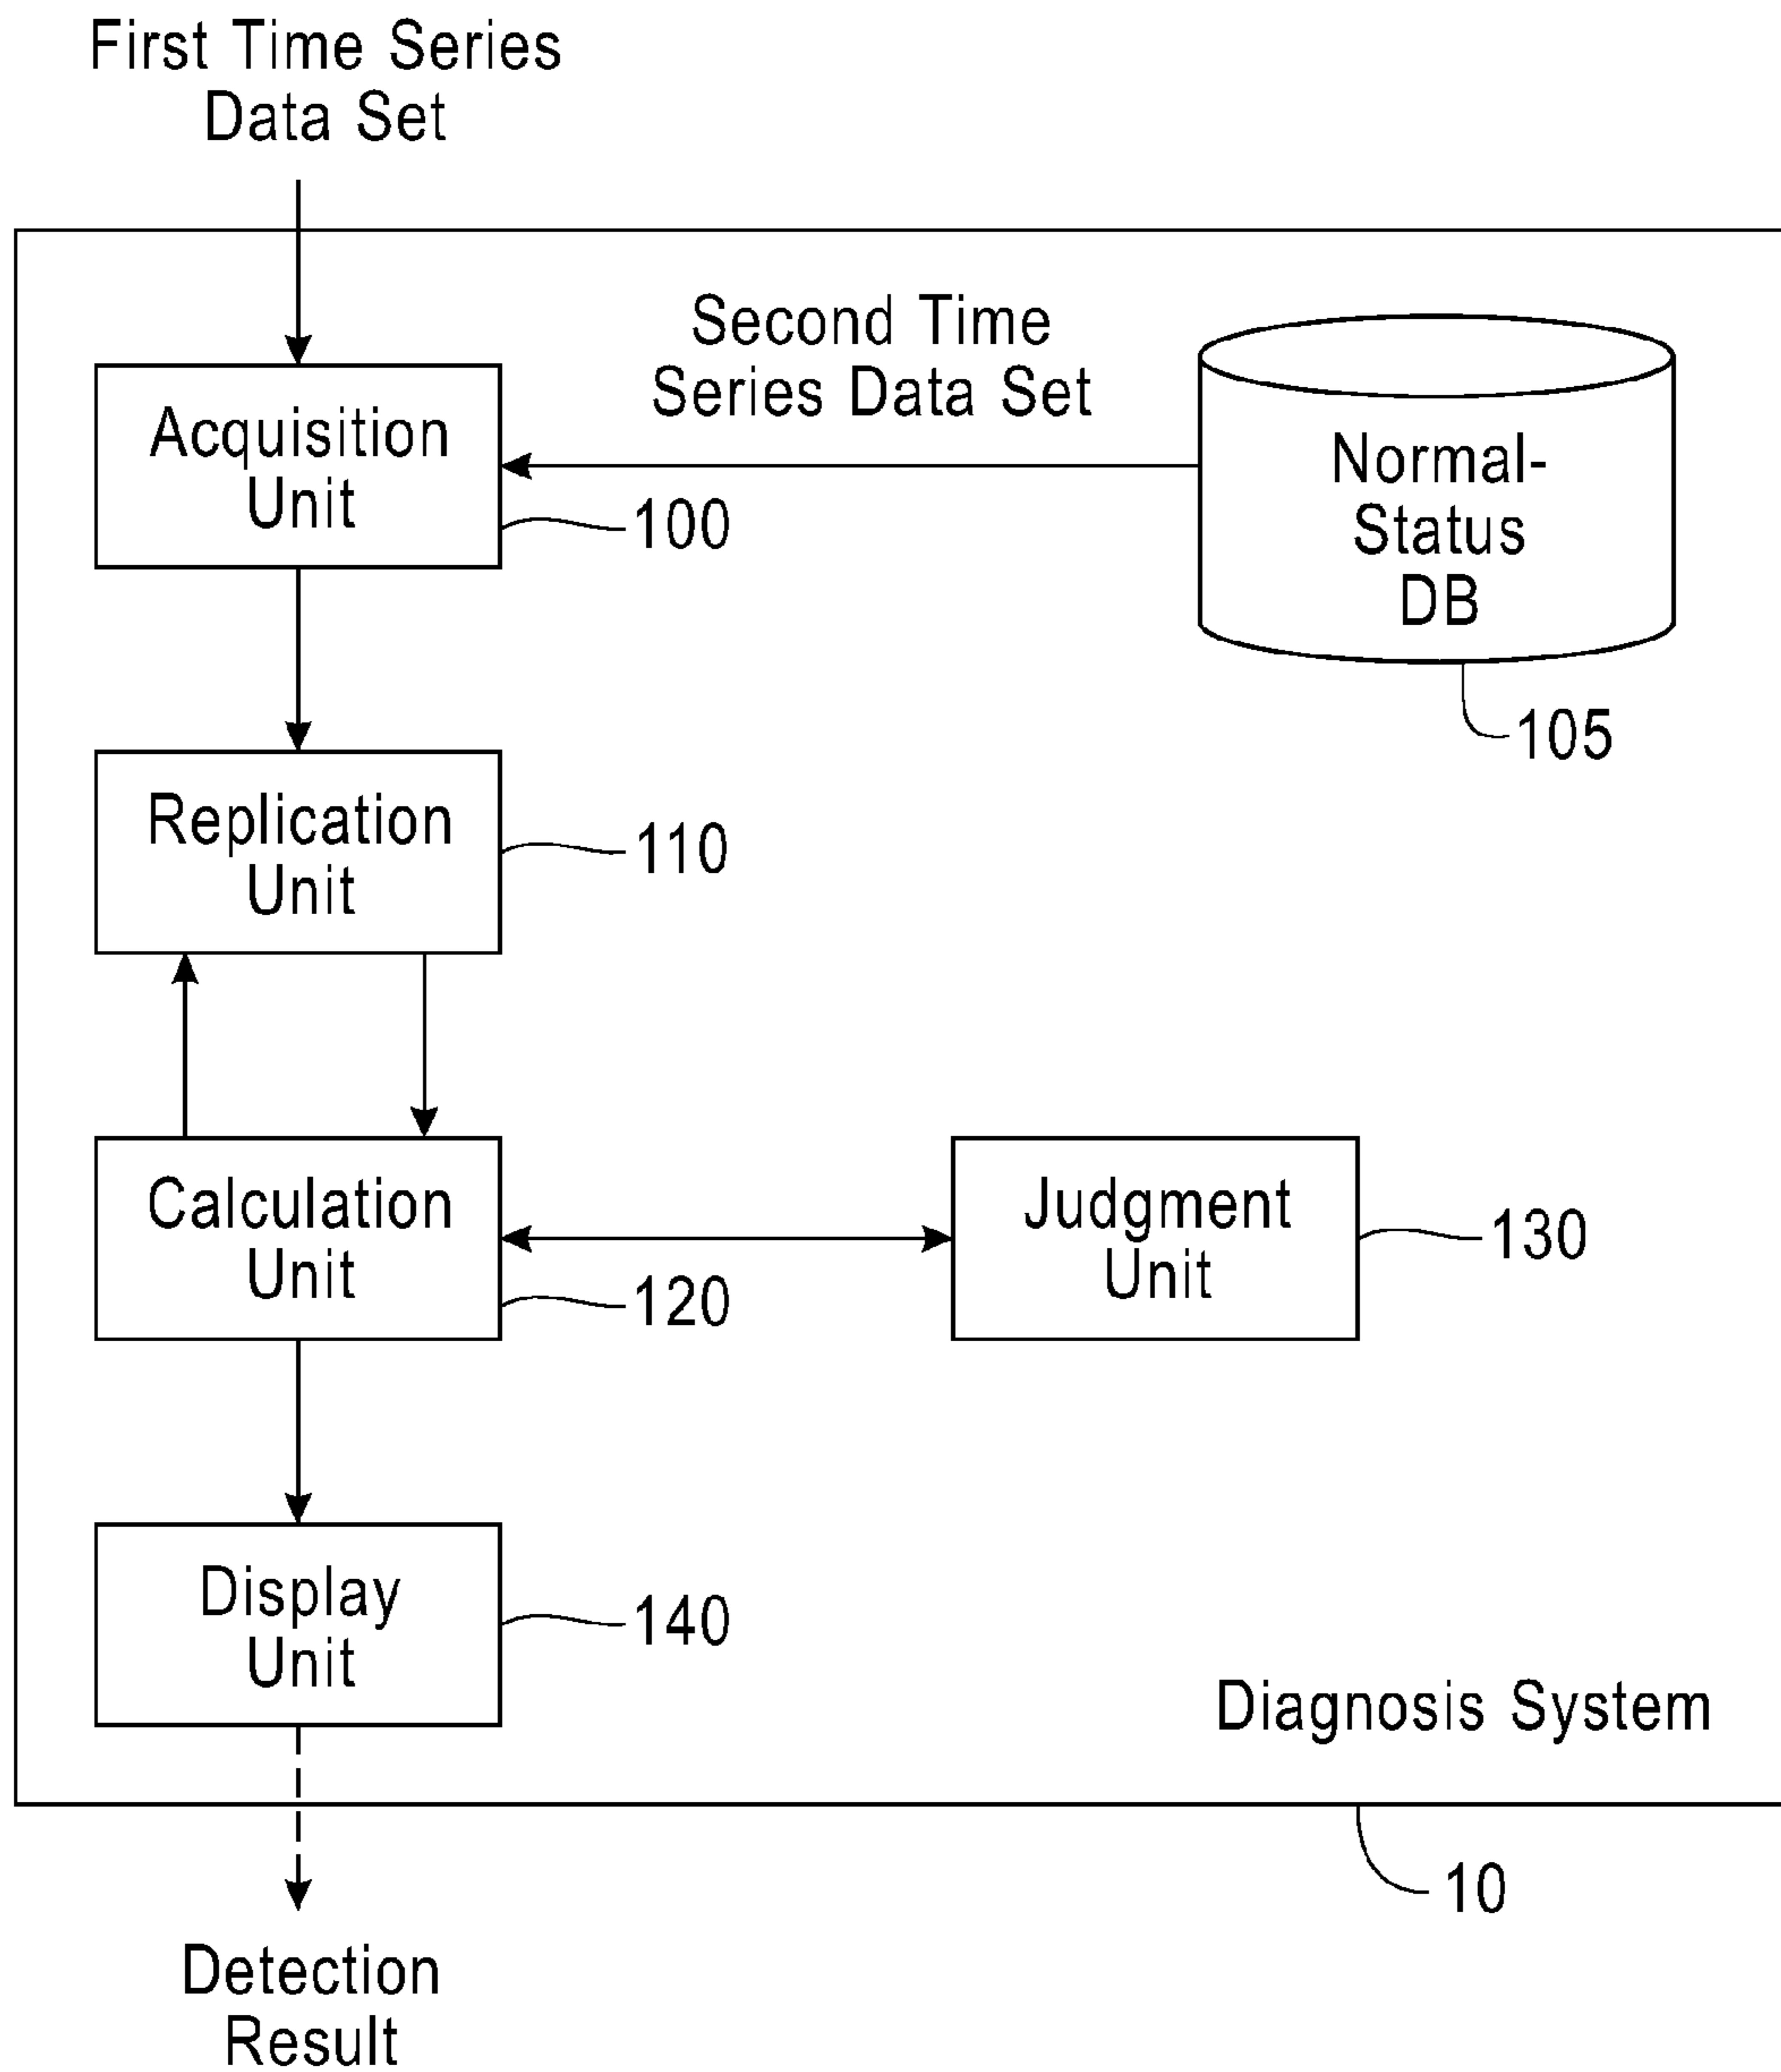 First Time Series
Data Set
Second Time
Series Data Set
Acquisition
Unit
100
Normal-
Status
DB
105
Replication
Unit
110
Calculation
Unit
120
Judgment
Unit
130
Display
Unit
140
Diagnosis System
10
Detection
Result